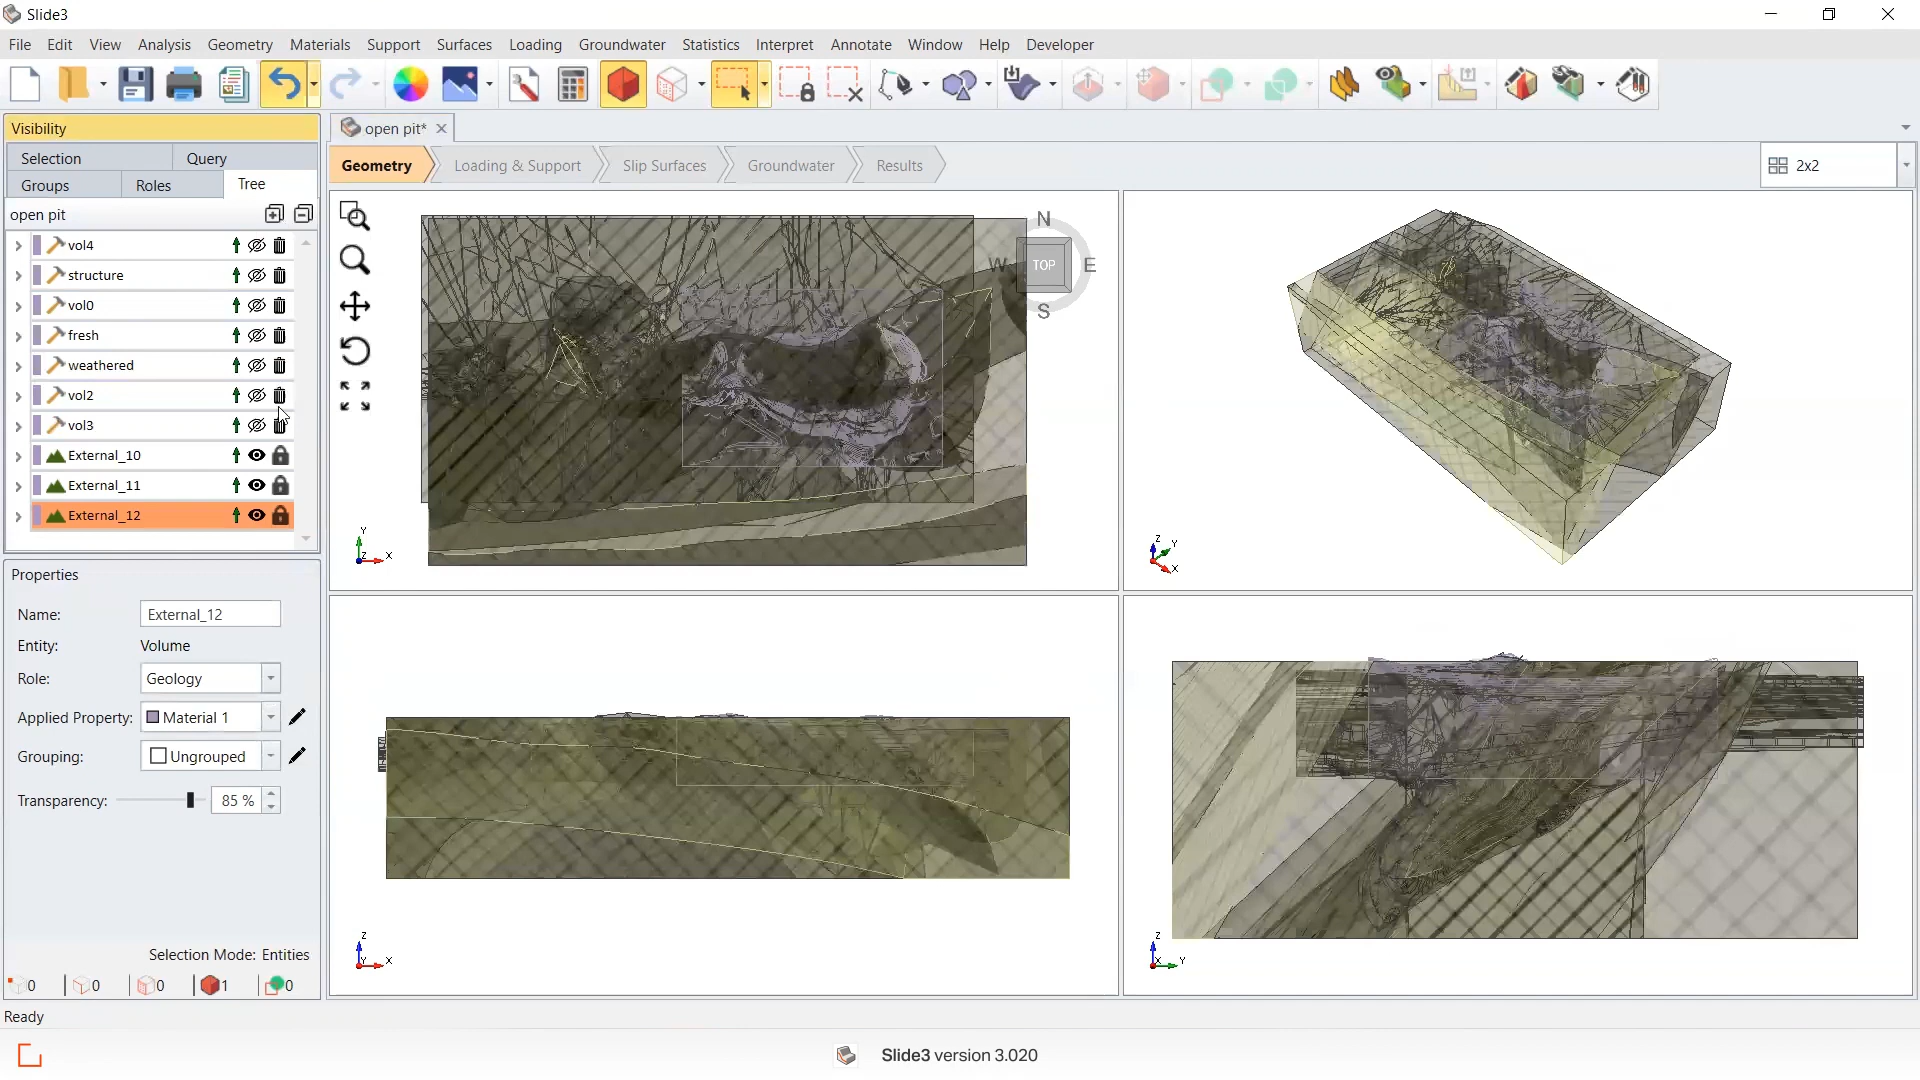 Slide3
File Edit View Analysis Geometry Materials Support Surfaces Loading Groundwater Statistics Interpret Annotate Window Help Developer
Visibility
Selection Query
Groups Roles Tree
open pit
vol4
structure
vol0
fresh
weathered
vol2
vol3
External_10
External_11
External_12
Properties
Name: External_12
Entity: Volume
Role: Geology
Applied Property: Material 1
Grouping: Ungrouped
Transparency: 85 %
Selection Mode: Entities
0 0 0 1 0
open pit*
Geometry Loading & Support Slip Surfaces Groundwater Results
2x2
N
W TOP E
S
Y
Z X
Z
Y
X
Z
Y X
Z
X Y
Ready
Slide3 version 3.020